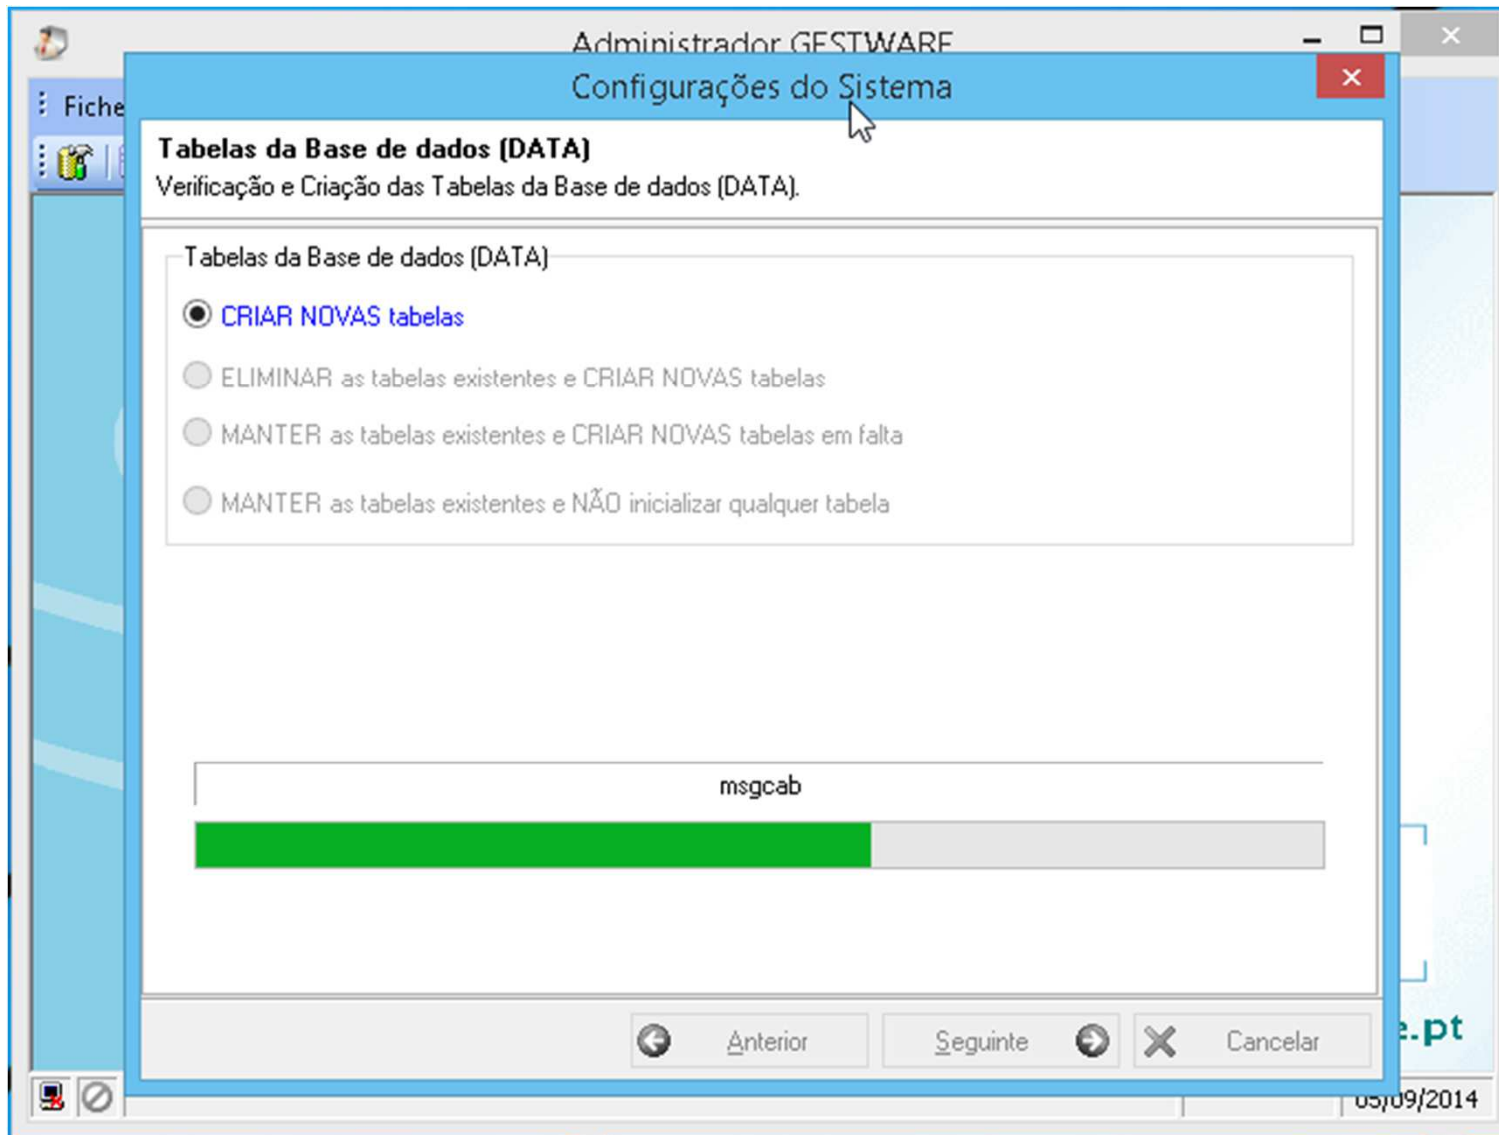 Administrador GESTWARE
Configurações do Sistema
Fiche
Tabelas da Base de dados (DATA)
Verificação e Criação das Tabelas da Base de dados (DATA).
Tabelas da Base de dados (DATA)
CRIAR NOVAS tabelas
ELIMINAR as tabelas existentes e CRIAR NOVAS tabelas
MANTER as tabelas existentes e CRIAR NOVAS tabelas em falta
MANTER as tabelas existentes e NÃO inicializar qualquer tabela
msgcab
Anterior Seguinte Cancelar
e.pt
05/09/2014